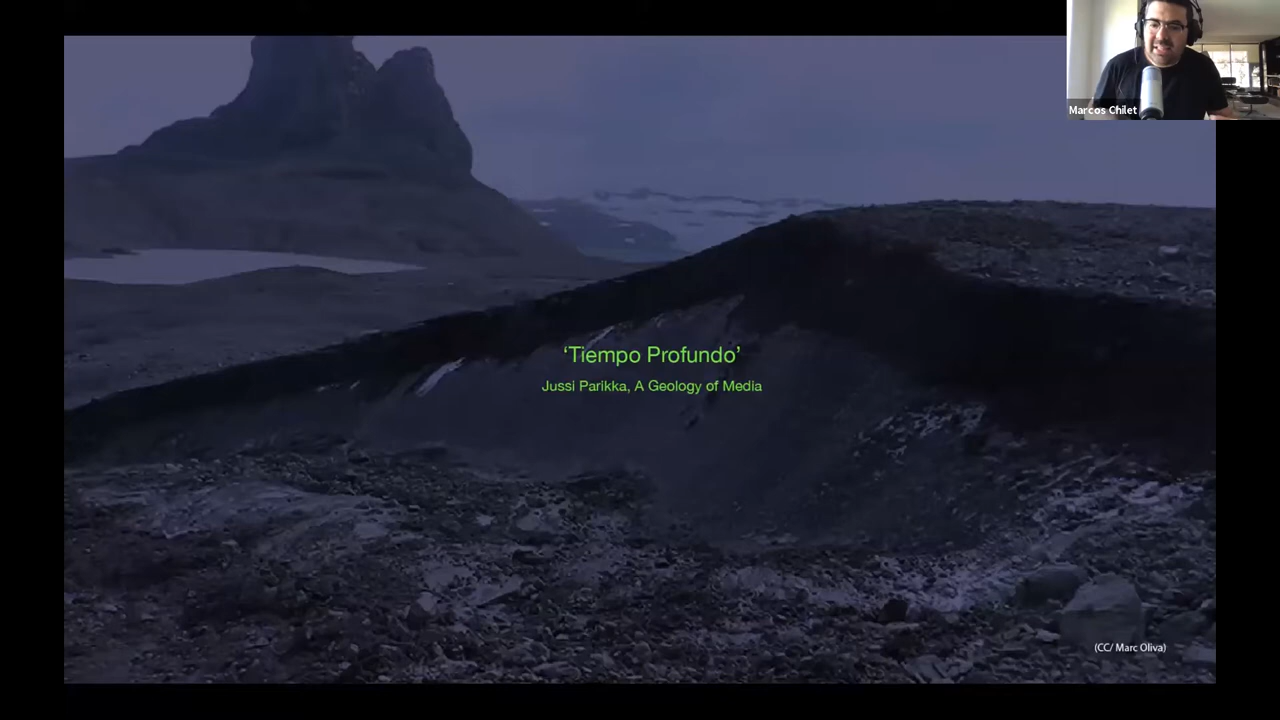 Marcos Chilet
‘Tiempo Profundo’
Jussi Parikka, A Geology of Media
(CC/ Marc Oliva)